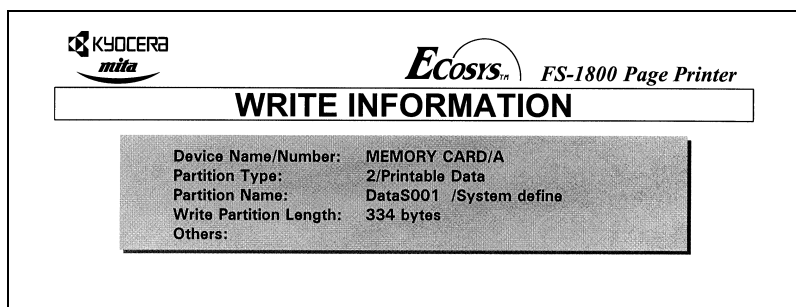 KYOCERA
mita
ECOSYS TM FS-1800 Page Printer
WRITE INFORMATION
Device Name/Number: MEMORY CARD/A
Partition Type: 2/Printable Data
Partition Name: DataS001 /System define
Write Partition Length: 334 bytes
Others: